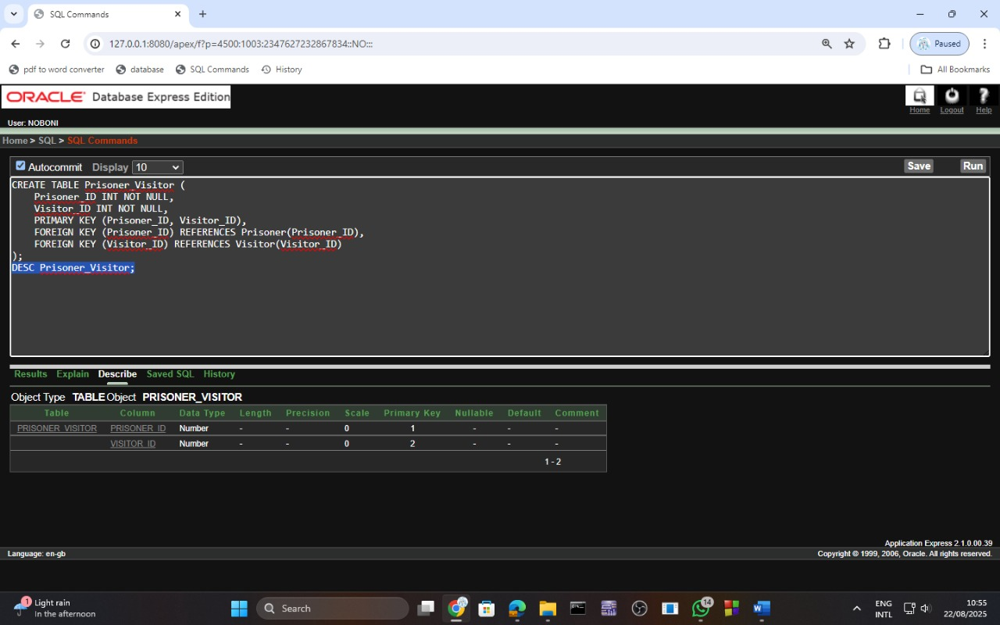 SQL Commands
127.0.0.1:8080/apex/f?p=4500:1003:2347627232867834::NO:::
Paused
pdf to word converter database SQL Commands History All Bookmarks
ORACLE Database Express Edition
Home Logout Help
User: NOBONI
Home > SQL > SQL Commands
Autocommit Display 10 Save Run
CREATE TABLE Prisoner_Visitor (
    Prisoner_ID INT NOT NULL,
    Visitor_ID INT NOT NULL,
    PRIMARY KEY (Prisoner_ID, Visitor_ID),
    FOREIGN KEY (Prisoner_ID) REFERENCES Prisoner(Prisoner_ID),
    FOREIGN KEY (Visitor_ID) REFERENCES Visitor(Visitor_ID)
);
DESC Prisoner_Visitor;
Results Explain Describe Saved SQL History
Object Type TABLE Object PRISONER_VISITOR
Table Column Data Type Length Precision Scale Primary Key Nullable Default Comment
PRISONER_VISITOR PRISONER_ID Number - - 0 1 - - -
VISITOR_ID Number - - 0 2 - - -
1 - 2
Application Express 2.1.0.00.39
Language: en-gb Copyright © 1999, 2006, Oracle. All rights reserved.
1 Light rain
In the afternoon
Search
14
ENG
INTL
10:55
22/08/2025